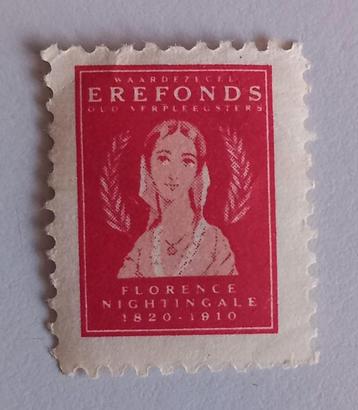 WAARDEZEGEL
EREFONDS
OUD VERPLEEGSTERS
FLORENCE
NIGHTINGALE
1820-1910